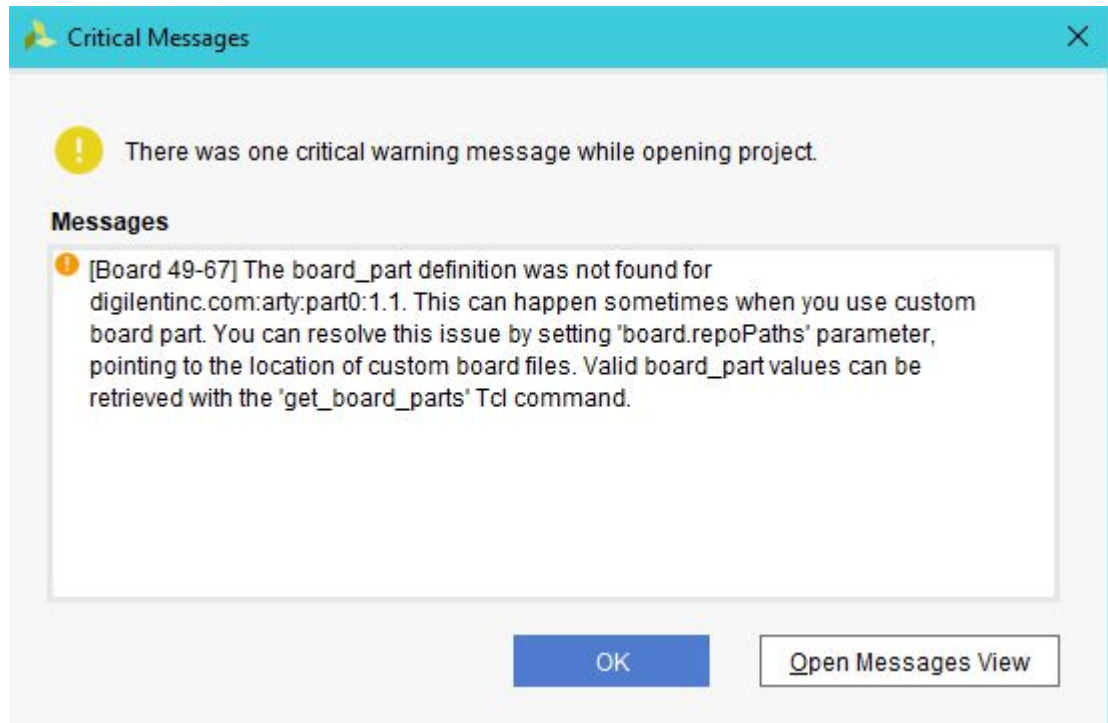 Critical Messages
There was one critical warning message while opening project.
Messages
[Board 49-67] The board_part definition was not found for
digilentinc.com:arty:part0:1.1. This can happen sometimes when you use custom
board part. You can resolve this issue by setting 'board.repoPaths' parameter,
pointing to the location of custom board files. Valid board_part values can be
retrieved with the 'get_board_parts' Tcl command.
OK
Open Messages View